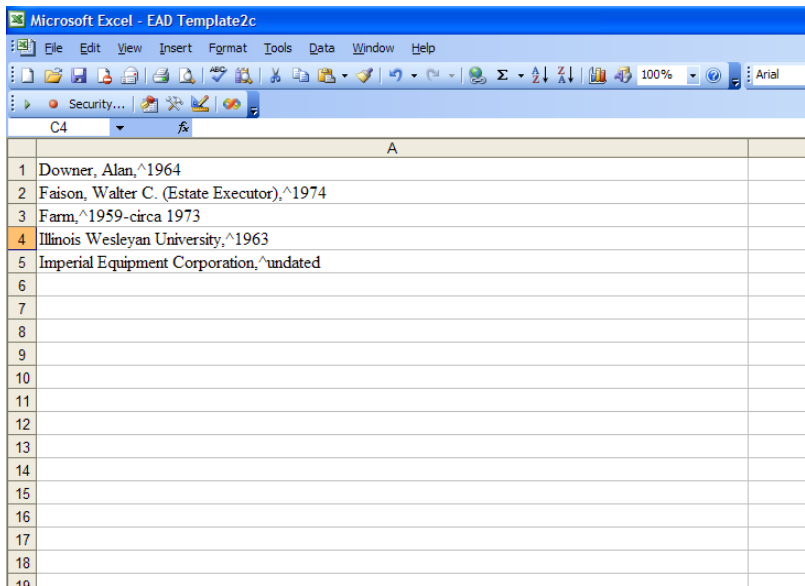 Microsoft Excel - EAD Template2c
File Edit View Insert Format Tools Data Window Help
ABC Σ A Z Z A 100% Arial
Security...
C4 fx
A
1 Downer, Alan,^1964
2 Faison, Walter C. (Estate Executor),^1974
3 Farm,^1959-circa 1973
4 Illinois Wesleyan University,^1963
5 Imperial Equipment Corporation,^undated
6
7
8
9
10
11
12
13
14
15
16
17
18
19